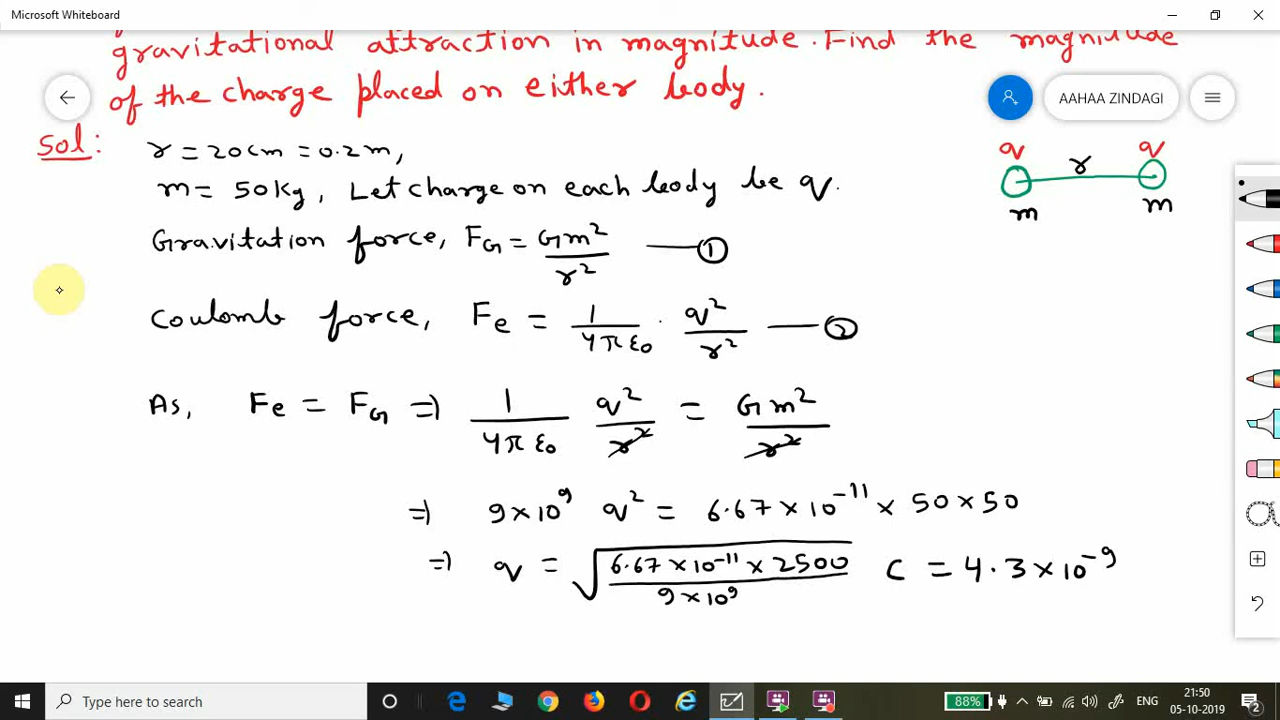 Microsoft Whiteboard
gravitational attraction in magnitude. Find the magnitude
of the charge placed on either body.
AAHAA ZINDAGI
Sol:
r = 20cm = 0.2m,
q q
r
m m
m = 50kg, Let charge on each body be q.
Gravitation force, F_G = Gm²/r² —— ①
Coulomb force, Fe = 1/4πε₀ · q²/r² —— ②
As, Fe = F_G ⇒ 1/4πε₀ q²/r² = Gm²/r²
⇒ 9×10⁹ q² = 6.67×10⁻¹¹ × 50×50
⇒ q = √(6.67×10⁻¹¹ × 2500 / 9×10⁹) C = 4.3×10⁻⁹
Type here to search
88%
ENG
21:50
05-10-2019
2